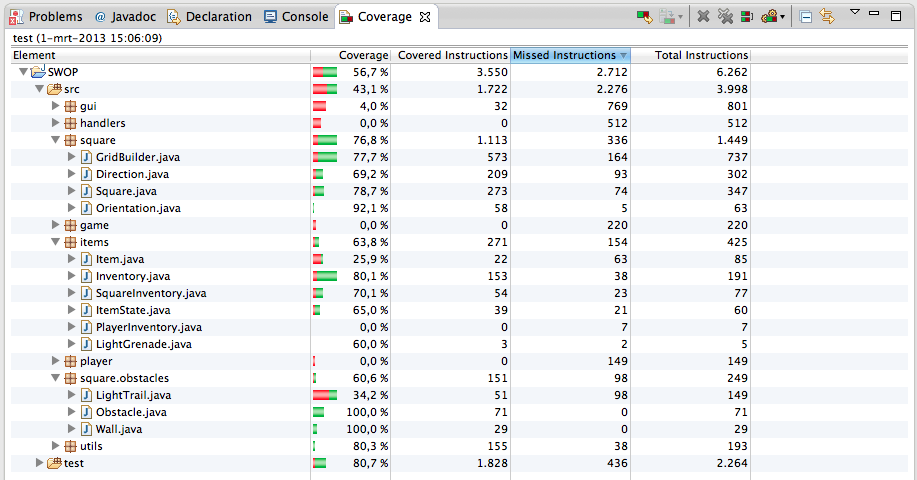 Problems @ Javadoc Declaration Console Coverage
test (1-mrt-2013 15:06:09)
Element Coverage Covered Instructions Missed Instructions Total Instructions
SWOP 56,7 % 3.550 2.712 6.262
src 43,1 % 1.722 2.276 3.998
gui 4,0 % 32 769 801
handlers 0,0 % 0 512 512
square 76,8 % 1.113 336 1.449
GridBuilder.java 77,7 % 573 164 737
Direction.java 69,2 % 209 93 302
Square.java 78,7 % 273 74 347
Orientation.java 92,1 % 58 5 63
game 0,0 % 0 220 220
items 63,8 % 271 154 425
Item.java 25,9 % 22 63 85
Inventory.java 80,1 % 153 38 191
SquareInventory.java 70,1 % 54 23 77
ItemState.java 65,0 % 39 21 60
PlayerInventory.java 0,0 % 0 7 7
LightGrenade.java 60,0 % 3 2 5
player 0,0 % 0 149 149
square.obstacles 60,6 % 151 98 249
LightTrail.java 34,2 % 51 98 149
Obstacle.java 100,0 % 71 0 71
Wall.java 100,0 % 29 0 29
utils 80,3 % 155 38 193
test 80,7 % 1.828 436 2.264